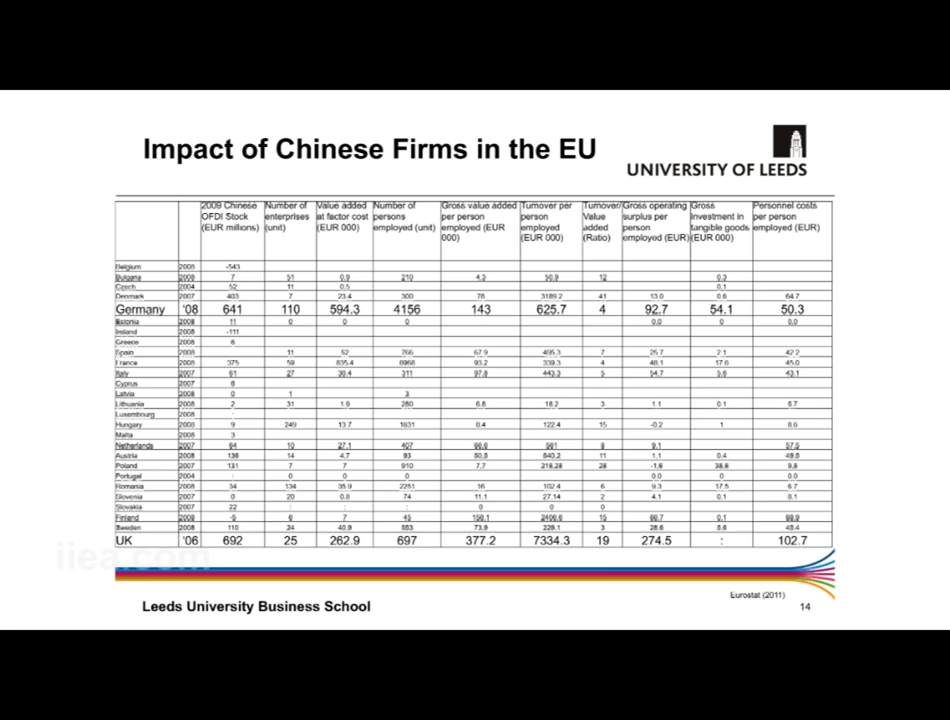 Impact of Chinese Firms in the EU
UNIVERSITY OF LEEDS
2009 Chinese OFDI Stock (EUR millions) Number of enterprises (unit) Value added at factor cost (EUR 000) Number of persons employed (unit) Gross value added per person employed (EUR 000) Turnover per person employed (EUR 000) Turnover/ Value added (Ratio) Gross operating surplus per person employed (EUR) Gross Investment in tangible goods (EUR 000) Personnel costs per person employed (EUR)
Belgium 2008 -543
Bulgaria 2008 7 51 0.9 210 4.3 50.9 12 0.3
Czech 2004 52 11 0.5 0.1
Denmark 2007 403 7 23.4 300 78 3189.2 41 13.0 0.6 64.7
Germany '08 641 110 594.3 4156 143 625.7 4 92.7 54.1 50.3
Estonia 2008 11 0 0 0 0.0 0 0.0
Ireland 2008 -111
Greece 2008 6
Spain 2008 11 52 766 67.9 495.3 7 25.7 2.1 42.2
France 2008 375 59 835.4 8968 93.2 339.3 4 48.1 17.6 45.0
Italy 2007 61 27 30.4 311 97.8 443.3 5 54.7 5.6 43.1
Cyprus 2007 6
Latvia 2008 0 1 3
Lithuania 2008 2 31 1.9 280 6.8 18.2 3 1.1 0.1 5.7
Luxembourg 2008 :
Hungary 2008 9 249 13.7 1631 8.4 122.4 15 -0.2 1 8.6
Malta 2008 3
Netherlands 2007 64 10 27.1 407 66.6 561 8 9.1 57.5
Austria 2008 136 14 4.7 93 50.5 540.2 11 1.1 0.4 49.5
Poland 2007 131 7 7 910 7.7 218.28 28 -1.8 38.6 9.5
Portugal 2004 : 0 0 0 0.0 0 0.0
Romania 2008 34 134 35.9 2251 16 102.4 6 9.3 17.5 6.7
Slovenia 2007 0 20 0.8 74 11.1 27.14 2 4.1 0.1 8.1
Slovakia 2007 22 : : : 0 0 0
Finland 2008 -5 6 7 45 158.1 2406.6 15 66.7 0.1 88.9
Sweden 2008 110 24 40.9 553 73.9 229.1 3 28.6 8.6 45.4
UK '06 692 25 262.9 697 377.2 7334.3 19 274.5 : 102.7
iiea.com
Eurostat (2011)
Leeds University Business School
14